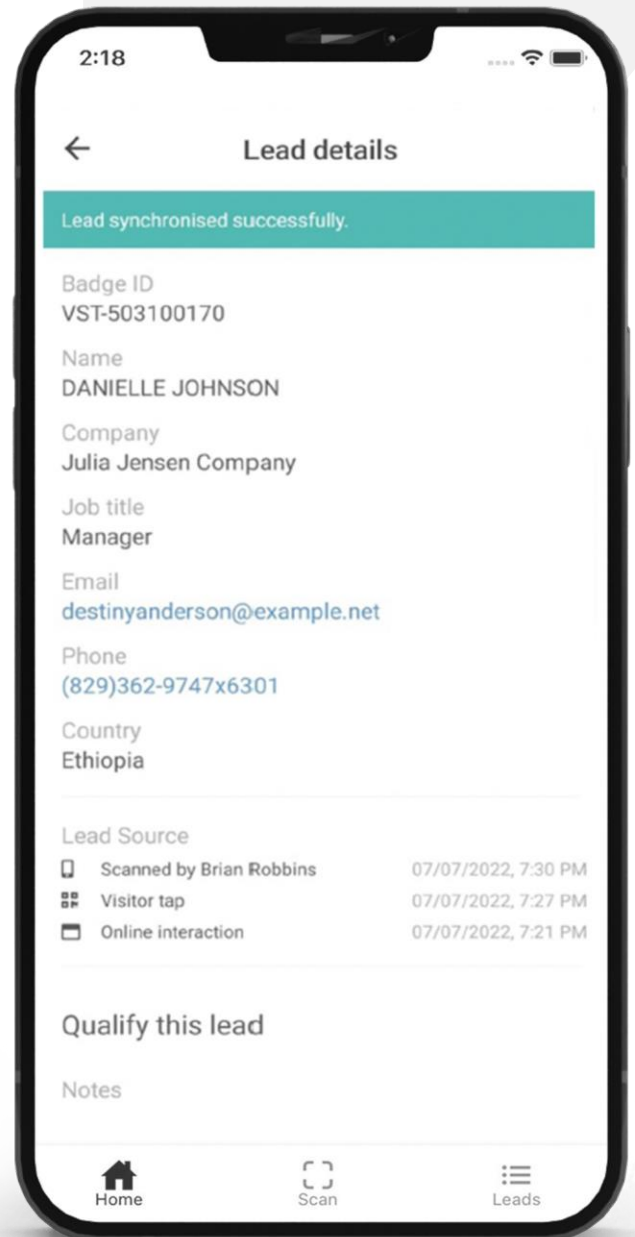 2:18
Lead details
Lead synchronised successfully.
Badge ID
VST-503100170
Name
DANIELLE JOHNSON
Company
Julia Jensen Company
Job title
Manager
Email
destinyanderson@example.net
Phone
(829)362-9747x6301
Country
Ethiopia
Lead Source
Scanned by Brian Robbins 07/07/2022, 7:30 PM
Visitor tap 07/07/2022, 7:27 PM
Online interaction 07/07/2022, 7:21 PM
Qualify this lead
Notes
Home Scan Leads